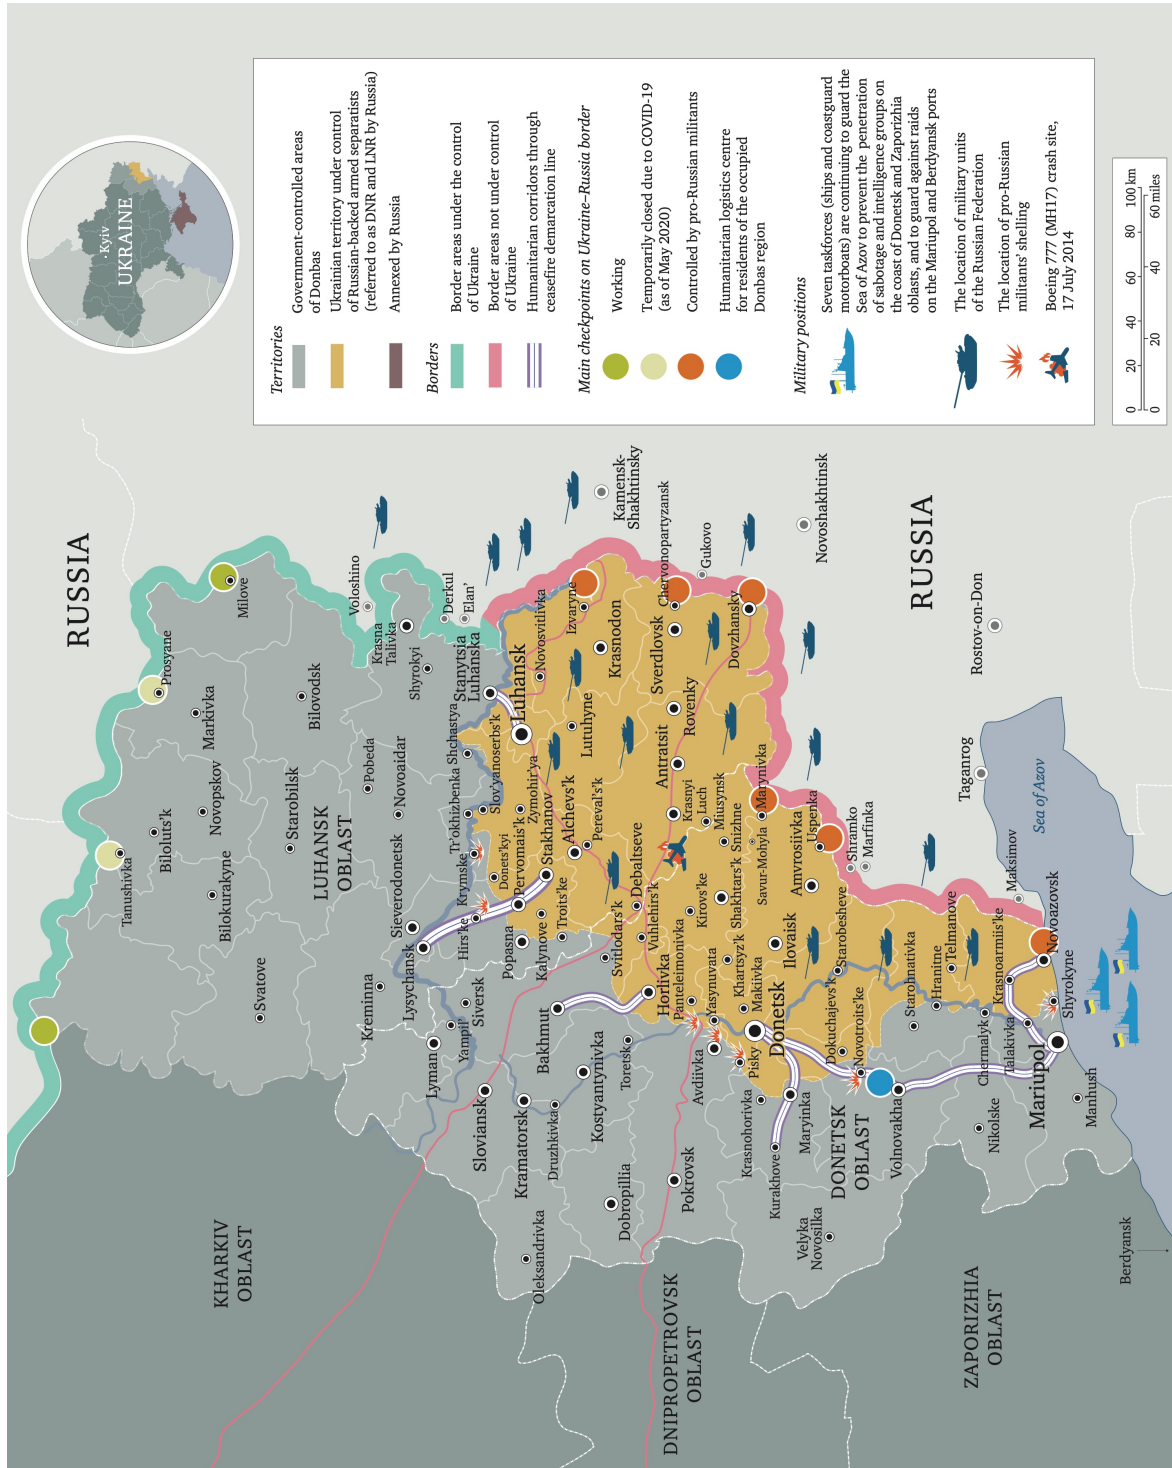 RUSSIA
Prosyane
Milove
Tanushivka
Markivka
Biloluts'k
Novopskov
Bilokurakyne
Bilovodsk
Starobilsk
Svatove
LUHANSK
OBLAST
Pobeda
Novoaidar
Voloshino
Krasna
Talivka
Shyrokyi
Derkul
Elan'
Stanytsia
Luhanska
Kreminna
Sieverodonetsk
Lysychansk
Tr'okhizbenka
Shchastya
Krymske
Hirs'ke
Slov'yanoserbs'k
Luhansk
Novosvitlivka
Izvaryne
Lyman
Yampil'
Siversk
Popasna
Donets'kyi
Pervomais'k
Zymohir'ya
Stakhanov
Alchevs'k
Lutuhyne
Krasnodon
Kalynove
Troits'ke
Pereval's'k
Kamensk-
Shakhtinsky
Sloviansk
Kramatorsk
Druzhkivka
Bakhmut
Kostyantynivka
Toretsk
Svitlodars'k
Debaltseve
Vuhlehirs'k
Antratsit
Rovenky
Sverdlovsk
Chervonopartyzansk
Gukovo
Dovzhansky
Oleksandrivka
Dobropillia
Pokrovsk
Avdiivka
Horlivka
Panteleimonivka
Yasynuvata
Kirovs'ke
Krasnyi
Luch
Miusynsk
Snizhne
Shakhtars'k
Khartsyz'k
Makiivka
Savur-Mohyla
Marynivka
Novoshakhtinsk
Pisky
Donetsk
Ilovaisk
Amvrosiivka
Uspenka
Shramko
Marfinka
Krasnohorivka
Maryinka
Kurakhove
DONETSK
OBLAST
Dokuchajevs'k
Novotroits'ke
Starobesheve
Velyka
Novosilka
Volnovakha
Starohnativka
Hranitne
Telmanove
RUSSIA
Rostov-on-Don
Taganrog
Nikolske
Chermalyk
Talakivka
Krasnoarmiis'ke
Maksimov
Novoazovsk
Shyrokyne
Mariupol
Manhush
Sea of Azov
Berdyansk
KHARKIV
OBLAST
DNIPROPETROVSK
OBLAST
ZAPORIZHIA
OBLAST
Kyiv
UKRAINE
Territories
Government-controlled areas
of Donbas
Ukrainian territory under control
of Russian-backed armed separatists
(referred to as DNR and LNR by Russia)
Annexed by Russia
Borders
Border areas under the control
of Ukraine
Border areas not under control
of Ukraine
Humanitarian corridors through
ceasefire demarcation line
Main checkpoints on Ukraine–Russia border
Working
Temporarily closed due to COVID-19
(as of May 2020)
Controlled by pro-Russian militants
Humanitarian logistics centre
for residents of the occupied
Donbas region
Military positions
Seven taskforces (ships and coastguard
motorboats) are continuing to guard the
Sea of Azov to prevent the penetration
of sabotage and intelligence groups on
the coast of Donetsk and Zaporizhia
oblasts, and to guard against raids
on the Mariupol and Berdyansk ports
The location of military units
of the Russian Federation
The location of pro-Russian
militants' shelling
Boeing 777 (MH17) crash site,
17 July 2014
0 20 40 60 80 100 km
0 20 40 60 miles